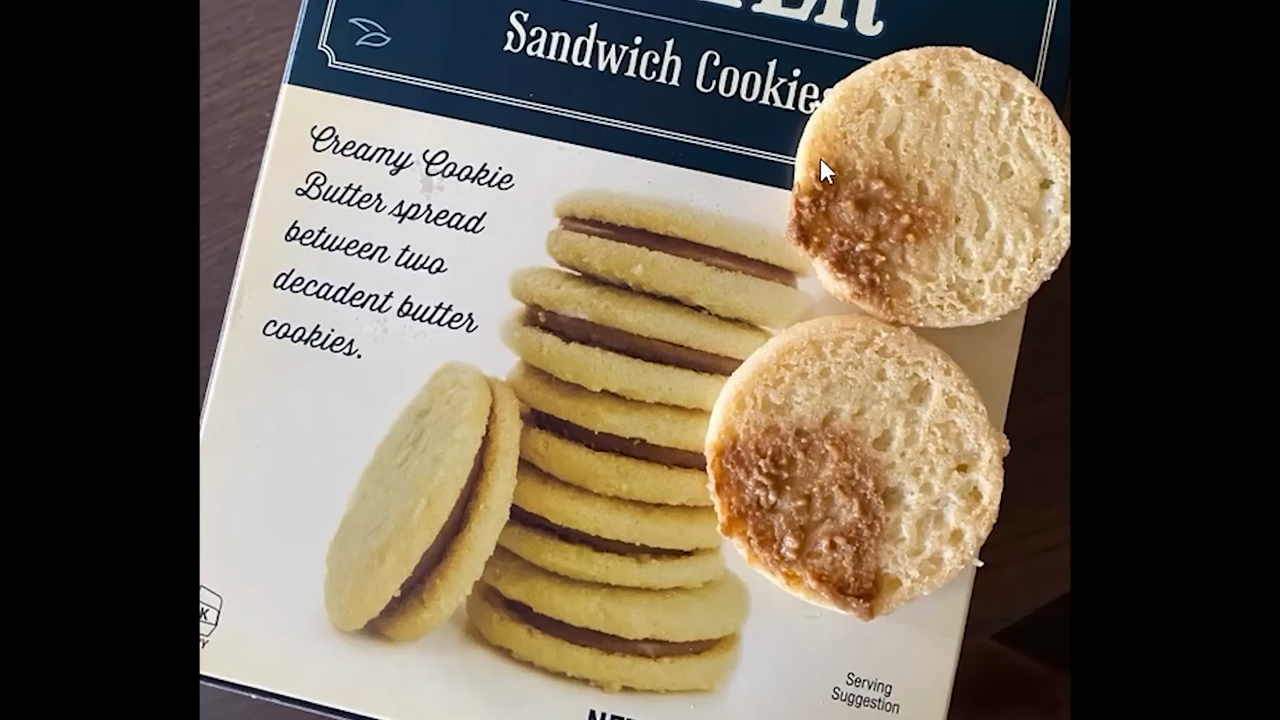 Sandwich Cookies
Creamy Cookie
Butter spread
between two
decadent butter
cookies.
Serving
Suggestion